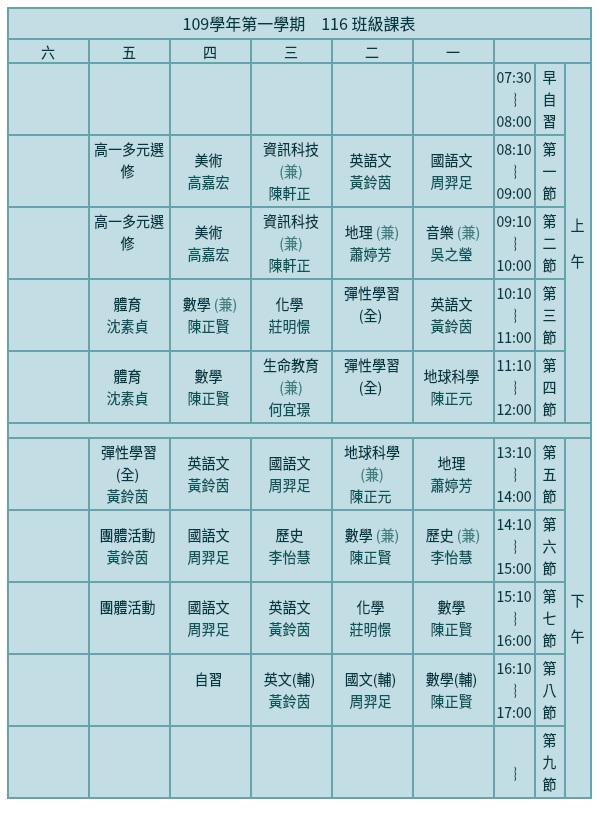 109學年第一學期 116 班級課表
六 五 四 三 二 一
07:30
∫
08:00
早
自
習
高一多元選
修
美術
高嘉宏
資訊科技
(兼)
陳軒正
英語文
黃鈴茵
國語文
周羿足
08:10
∫
09:00
第
一
節
高一多元選
修
美術
高嘉宏
資訊科技
(兼)
陳軒正
地理 (兼)
蕭婷芳
音樂 (兼)
吳之瑩
09:10
∫
10:00
第
二
節
上
午
體育
沈素貞
數學 (兼)
陳正賢
化學
莊明憬
彈性學習
(全)
英語文
黃鈴茵
10:10
∫
11:00
第
三
節
體育
沈素貞
數學
陳正賢
生命教育
(兼)
何宜璟
彈性學習
(全)
地球科學
陳正元
11:10
∫
12:00
第
四
節
彈性學習
(全)
黃鈴茵
英語文
黃鈴茵
國語文
周羿足
地球科學
(兼)
陳正元
地理
蕭婷芳
13:10
∫
14:00
第
五
節
團體活動
黃鈴茵
國語文
周羿足
歷史
李怡慧
數學 (兼)
陳正賢
歷史 (兼)
李怡慧
14:10
∫
15:00
第
六
節
下
午
團體活動
國語文
周羿足
英語文
黃鈴茵
化學
莊明憬
數學
陳正賢
15:10
∫
16:00
第
七
節
自習
英文(輔)
黃鈴茵
國文(輔)
周羿足
數學(輔)
陳正賢
16:10
∫
17:00
第
八
節
∫
第
九
節